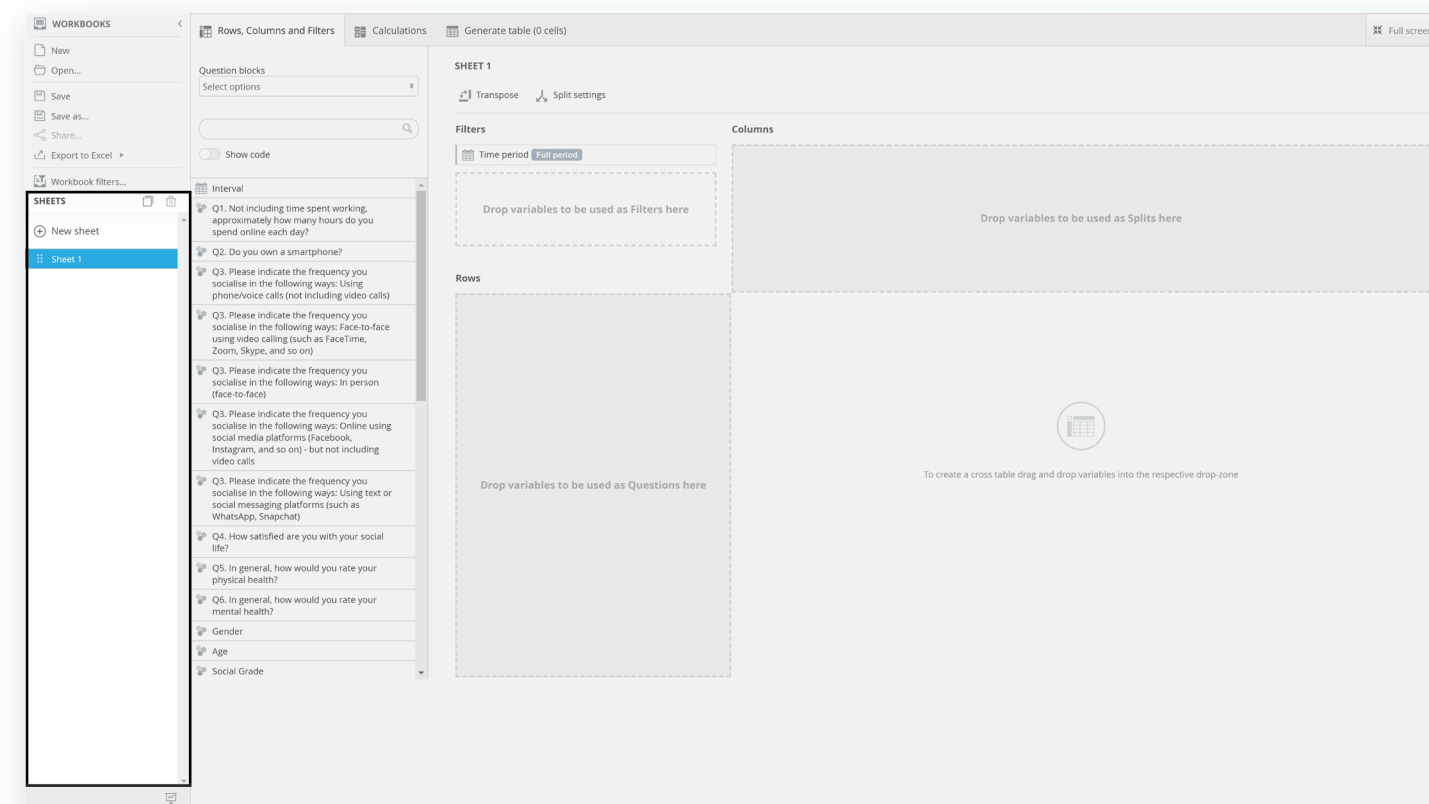 WORKBOOKS
New
Open...
Save
Save as...
Share...
Export to Excel
Workbook filters...
SHEETS
New sheet
Sheet 1
Rows, Columns and Filters
Calculations
Generate table (0 cells)
Full screen
Question blocks
Select options
Show code
Interval
Q1. Not including time spent working,
approximately how many hours do you
spend online each day?
Q2. Do you own a smartphone?
Q3. Please indicate the frequency you
socialise in the following ways: Using
phone/voice calls (not including video calls)
Q3. Please indicate the frequency you
socialise in the following ways: Face-to-face
using video calling (such as FaceTime,
Zoom, Skype, and so on)
Q3. Please indicate the frequency you
socialise in the following ways: In person
(face-to-face)
Q3. Please indicate the frequency you
socialise in the following ways: Online using
social media platforms (Facebook,
Instagram, and so on) - but not including
video calls
Q3. Please indicate the frequency you
socialise in the following ways: Using text or
social messaging platforms (such as
WhatsApp, Snapchat)
Q4. How satisfied are you with your social
life?
Q5. In general, how would you rate your
physical health?
Q6. In general, how would you rate your
mental health?
Gender
Age
Social Grade
SHEET 1
Transpose
Split settings
Filters
Time period Full period
Drop variables to be used as Filters here
Columns
Drop variables to be used as Splits here
Rows
Drop variables to be used as Questions here
To create a cross table drag and drop variables into the respective drop-zone